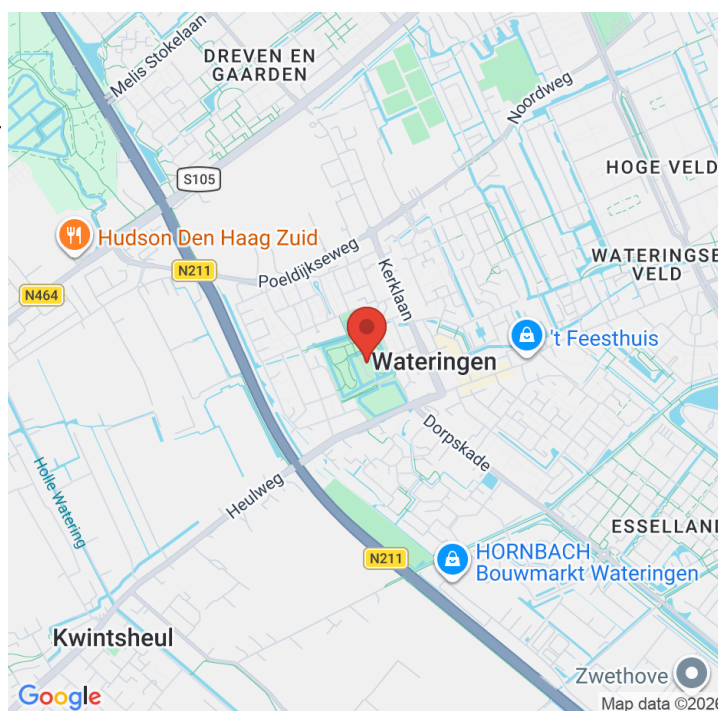 DREVEN EN
GAARDEN
Melis Stokelaan
Noordweg
S105
HOGE VELD
Hudson Den Haag Zuid
Poeldijkseweg
N211
Kerklaan
WATERINGSE
VELD
N464
't Feesthuis
Wateringen
Dorpskade
Holle Watering
Heulweg
ESSELLAND
N211
HORNBACH
Bouwmarkt Wateringen
Kwintsheul
Zwethove
Google
Map data ©2026